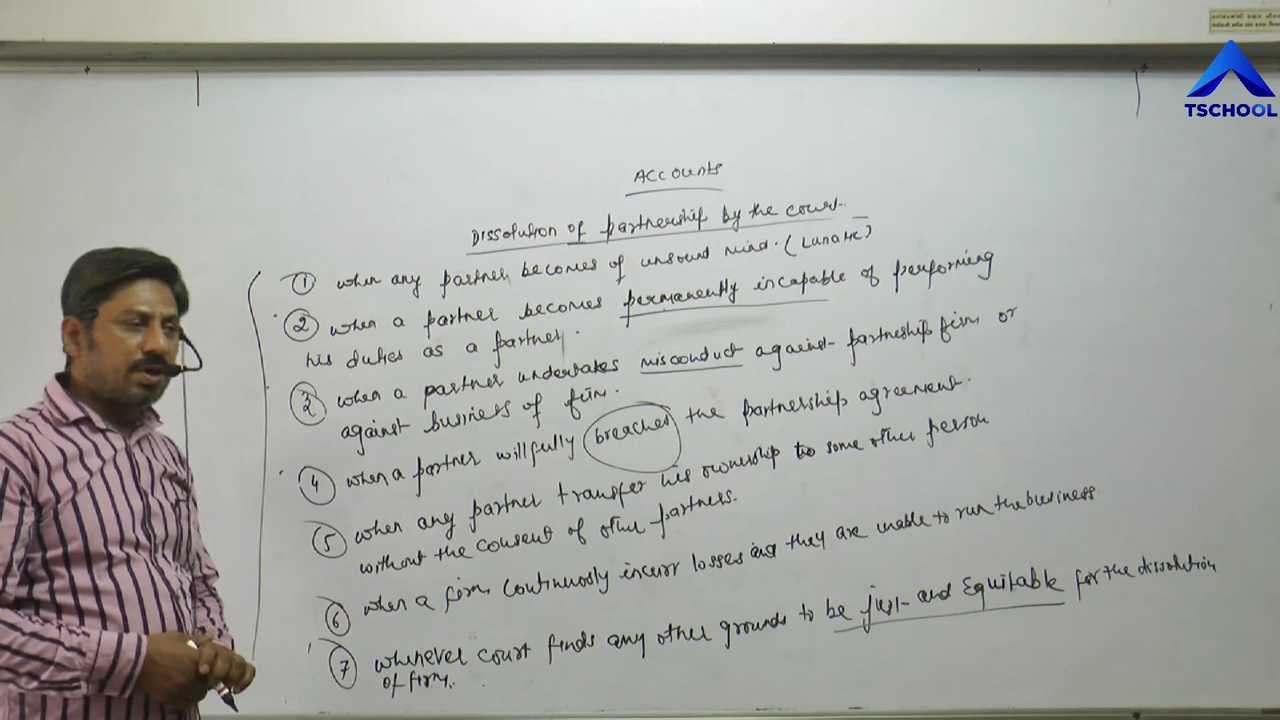 TSCHOOL
Accounts
Dissolution of partnership by the court.
① when any partner becomes of unsound mind. (Lunatic)
② when a partner becomes permanently incapable of performing
his duties as a partner.
③ when a partner undertakes misconduct against partnership firm or
against business of firm.
④ when a partner willfully breaches the partnership agreement.
⑤ when any partner transfer his ownership to some other person
without the consent of other partners.
⑥ when a firm continuously incurr losses and they are unable to run the business
⑦ whenever court finds any other grounds to be just and Equitable for the dissolution
of firm.